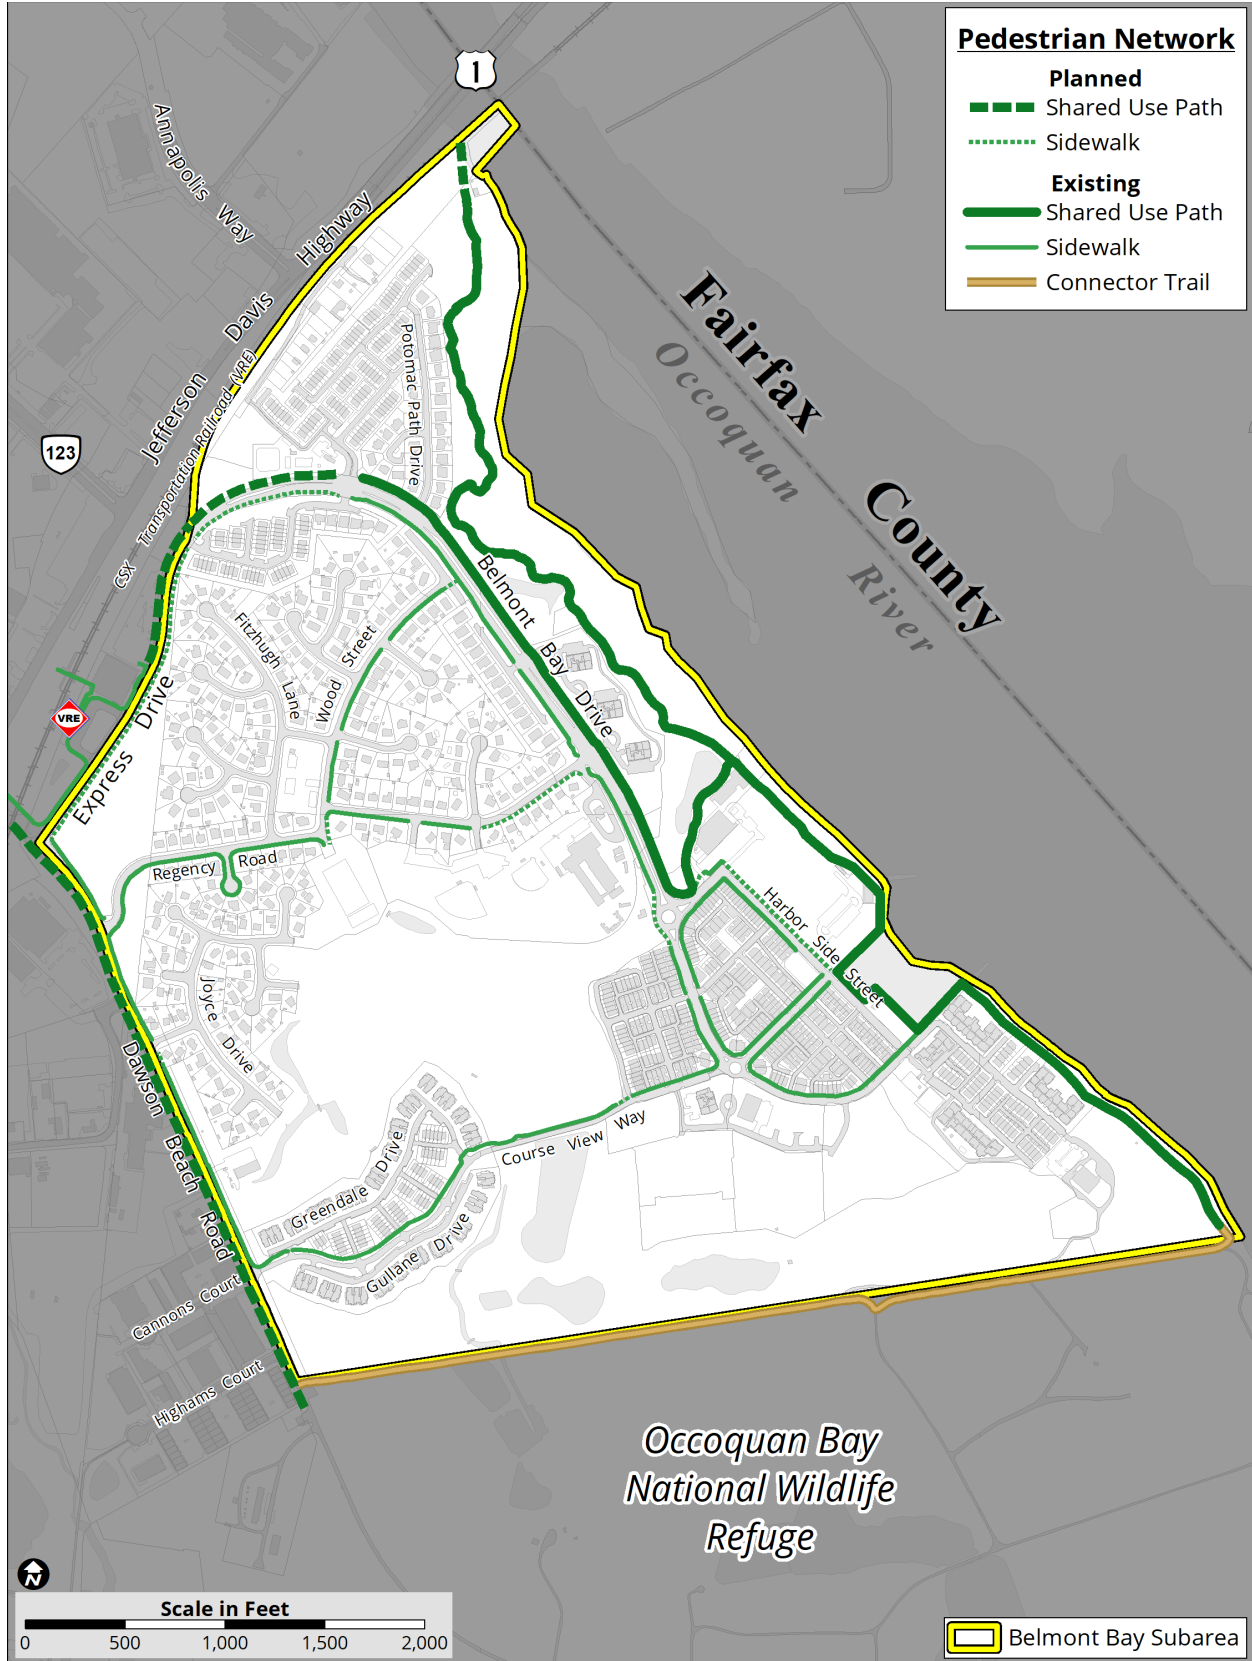 Pedestrian Network
Planned
Shared Use Path
Sidewalk
Existing
Shared Use Path
Sidewalk
Connector Trail
1
Annapolis Way
Jefferson Davis Highway
CSX Transportation Railroad (VRE)
123
Potomac Path Drive
Fairfax County
Occoquan River
Belmont Bay Drive
Fitzhugh Lane
Wood Street
VRE
Express Drive
Regency Road
Harbor Side Street
Joyce Drive
Dawson Beach Road
Course View Way
Greendale Drive
Gullane Drive
Cannons Court
Highams Court
Occoquan Bay
National Wildlife
Refuge
N
Scale in Feet
0 500 1,000 1,500 2,000
Belmont Bay Subarea